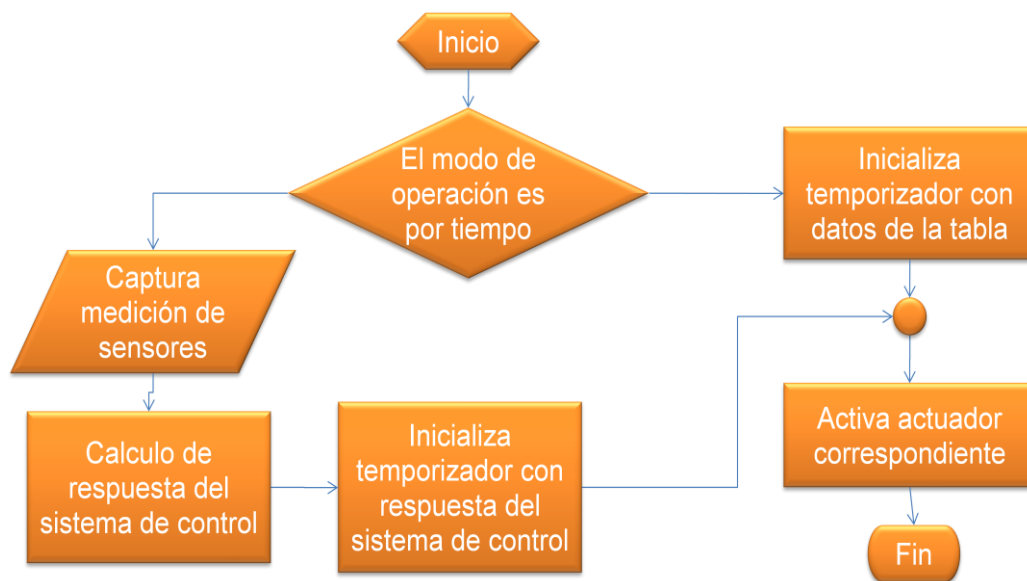 Inicio
El modo de
operación es
por tiempo
Inicializa
temporizador con
datos de la tabla
Captura
medición de
sensores
Calculo de
respuesta del
sistema de control
Inicializa
temporizador con
respuesta del
sistema de control
Activa actuador
correspondiente
Fin